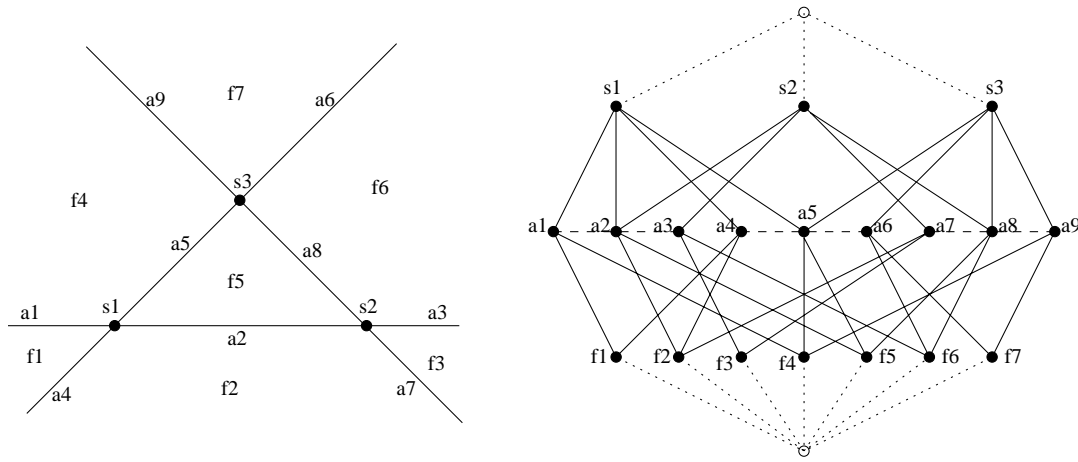 a9
f7
a6
s3
f4
f6
a5
a8
f5
a1
s1
s2
a3
a2
f1
f3
a4
f2
a7
s1 s2 s3
a1 a2 a3 a4 a5 a6 a7 a8 a9
f1 f2 f3 f4 f5 f6 f7